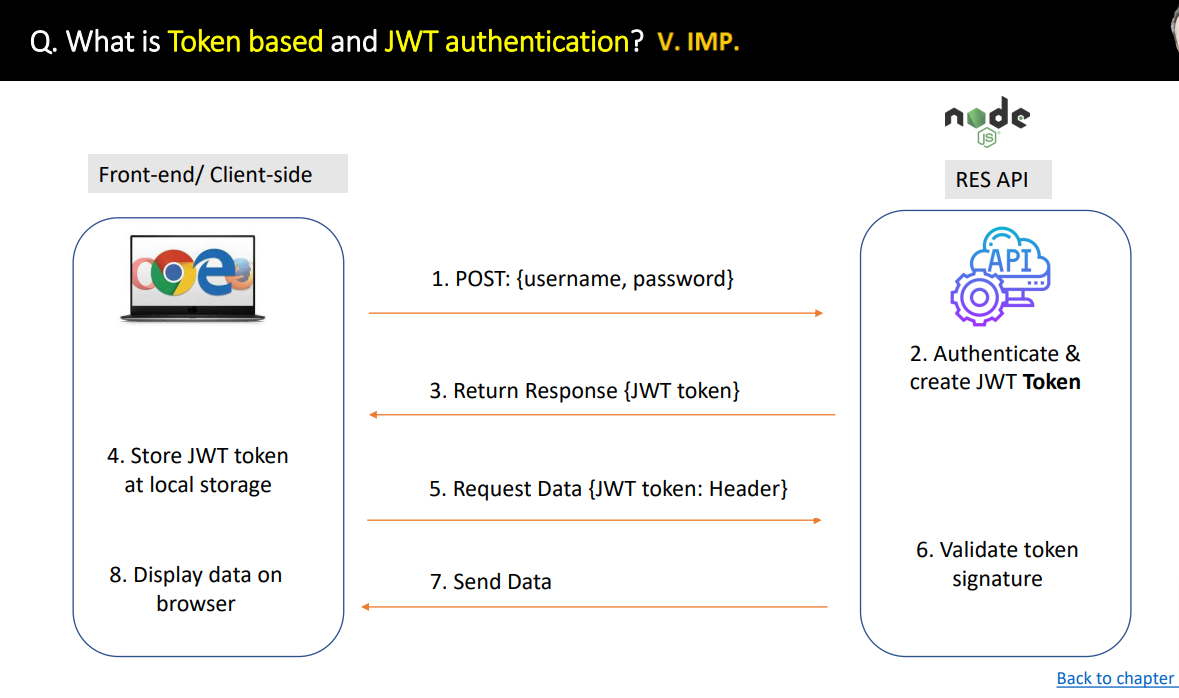 Q. What is Token based and JWT authentication? V. IMP.
node
JS
Front-end/ Client-side
RES API
API
1. POST: {username, password}
2. Authenticate &
create JWT Token
3. Return Response {JWT token}
4. Store JWT token
at local storage
5. Request Data {JWT token: Header}
6. Validate token
signature
7. Send Data
8. Display data on
browser
Back to chapter